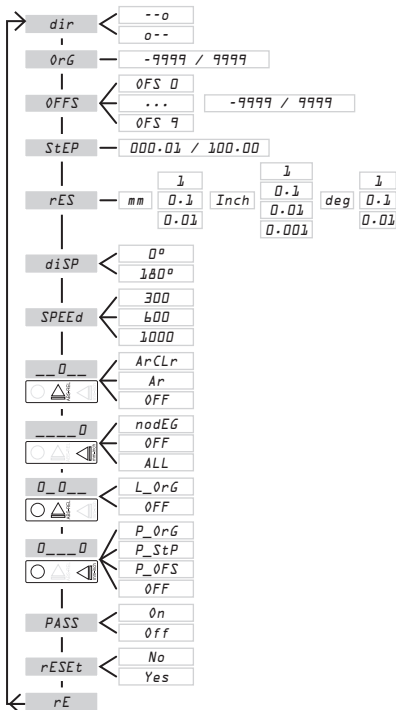 dir
--o
o--
OrG
-9999 / 9999
OFFS
OFS 0
...
-9999 / 9999
OFS 9
StEP
000.01 / 100.00
rES
mm
1
0.1
0.01
Inch
1
0.1
0.01
0.001
deg
1
0.1
0.01
diSP
0°
180°
SPEEd
300
600
1000
__0__
ArCLr
Ar
OFF
____0
nodEG
OFF
ALL
0_0__
L_OrG
OFF
0___0
P_OrG
P_StP
P_OFS
OFF
PASS
On
Off
rESEt
No
Yes
rE